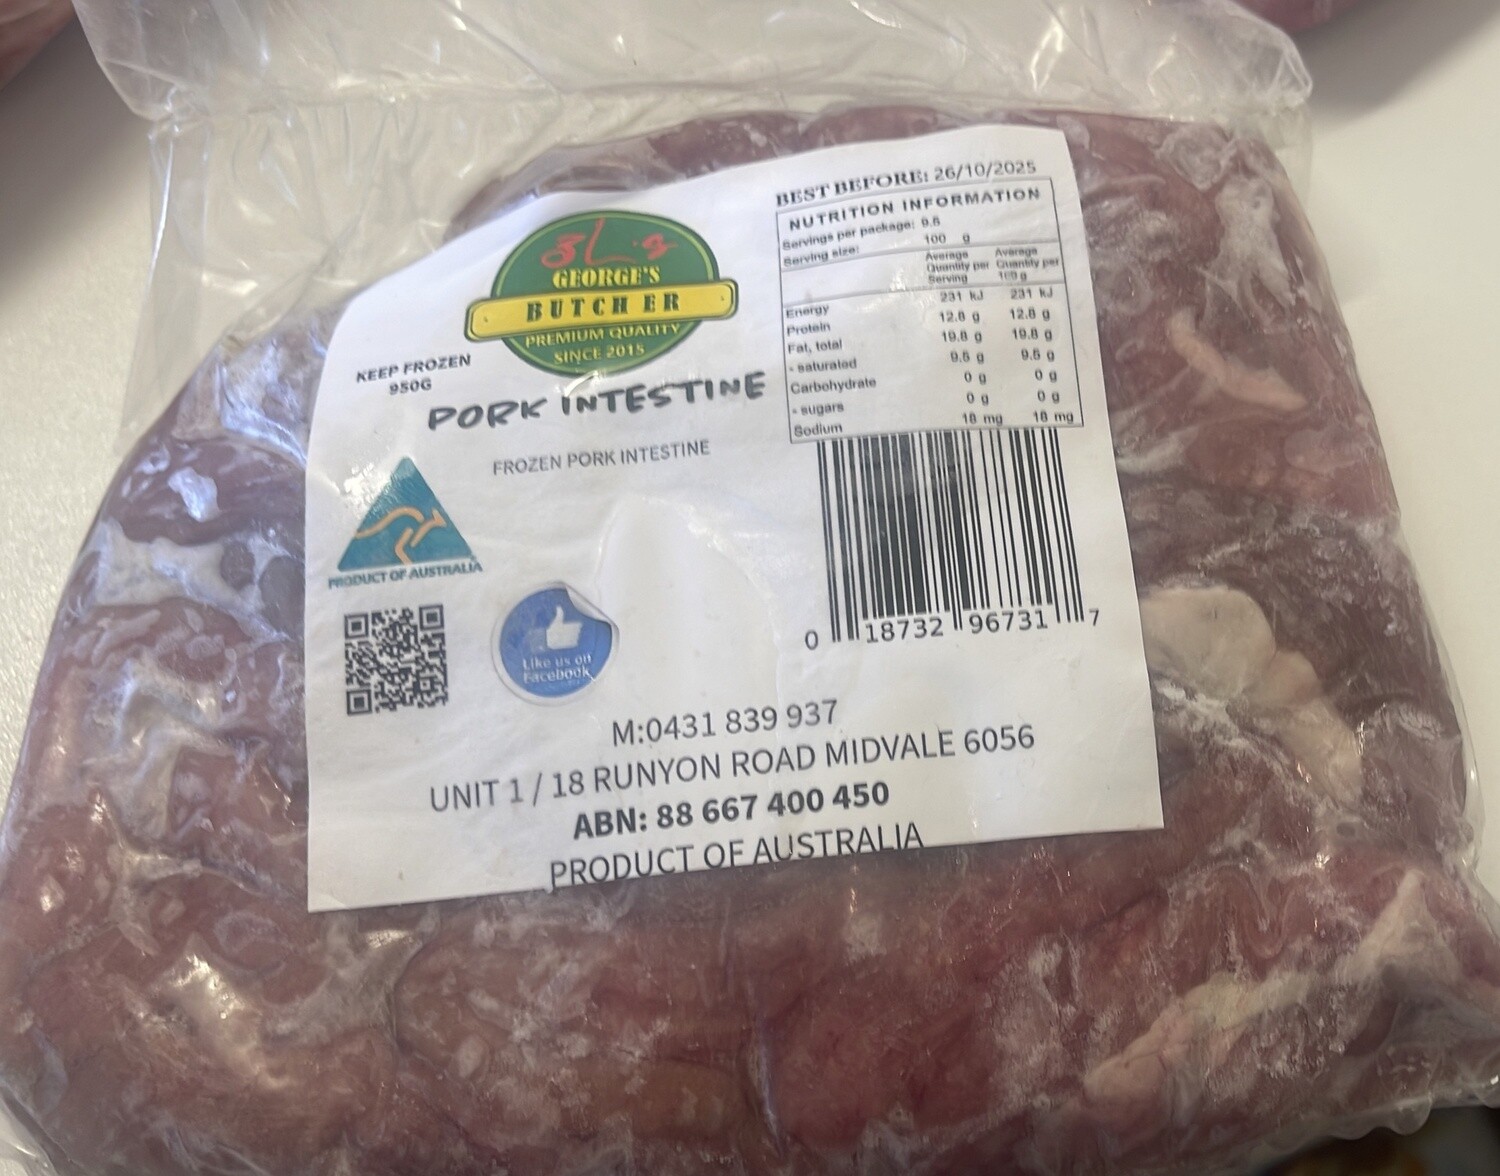 GEORGE'S
BUTCHER
PREMIUM QUALITY
SINCE 2015
KEEP FROZEN
950G
PORK INTESTINE
FROZEN PORK INTESTINE
PRODUCT OF AUSTRALIA
Like us on
Facebook
BEST BEFORE: 26/10/2025
NUTRITION INFORMATION
Servings per package: 9.5
Serving size: 100 g
Average Quantity per Serving Average Quantity per 100 g
Energy 231 kJ 231 kJ
Protein 12.8 g 12.8 g
Fat, total 19.8 g 19.8 g
- saturated 9.5 g 9.5 g
Carbohydrate 0 g 0 g
- sugars 0 g 0 g
Sodium 18 mg 18 mg
0 18732 96731 7
M:0431 839 937
UNIT 1 / 18 RUNYON ROAD MIDVALE 6056
ABN: 88 667 400 450
PRODUCT OF AUSTRALIA